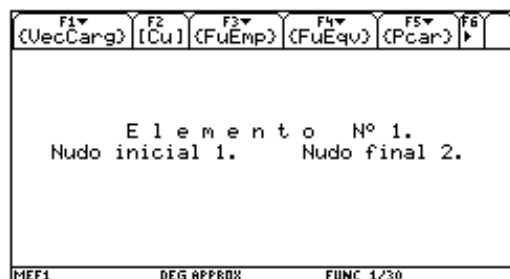 F1▼ F2 F3▼ F4▼ F5▼ F6
{VecCarg} [Cu] {FuEmp} {FuEqv} {Pcar} ▶
E l e m e n t o Nº 1.
Nudo inicial 1. Nudo final 2.
MEF1 DEG APPROX FUNC 1/30